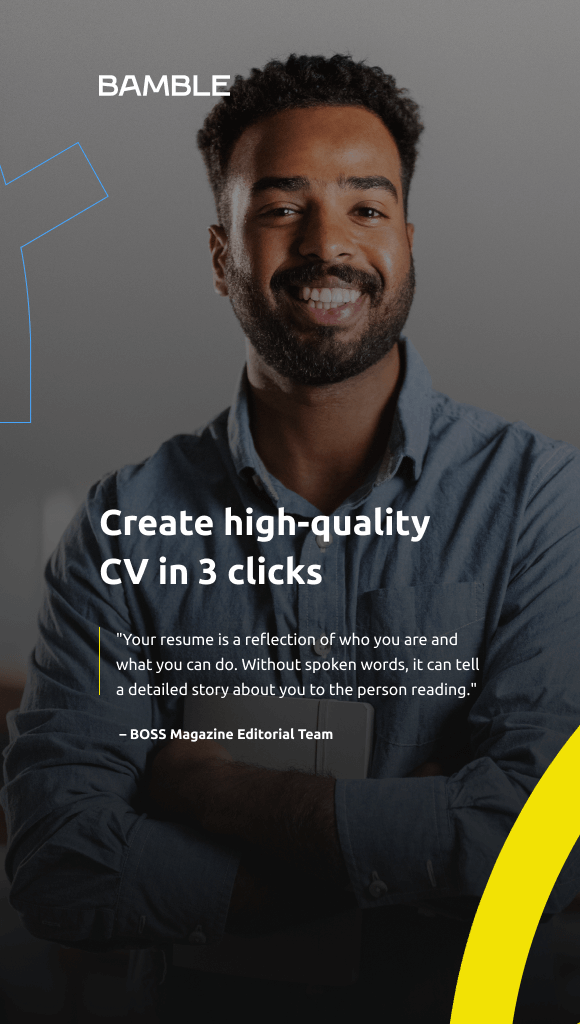 BAMBLE
Create high-quality
CV in 3 clicks
"Your resume is a reflection of who you are and
what you can do. Without spoken words, it can tell
a detailed story about you to the person reading."
– BOSS Magazine Editorial Team